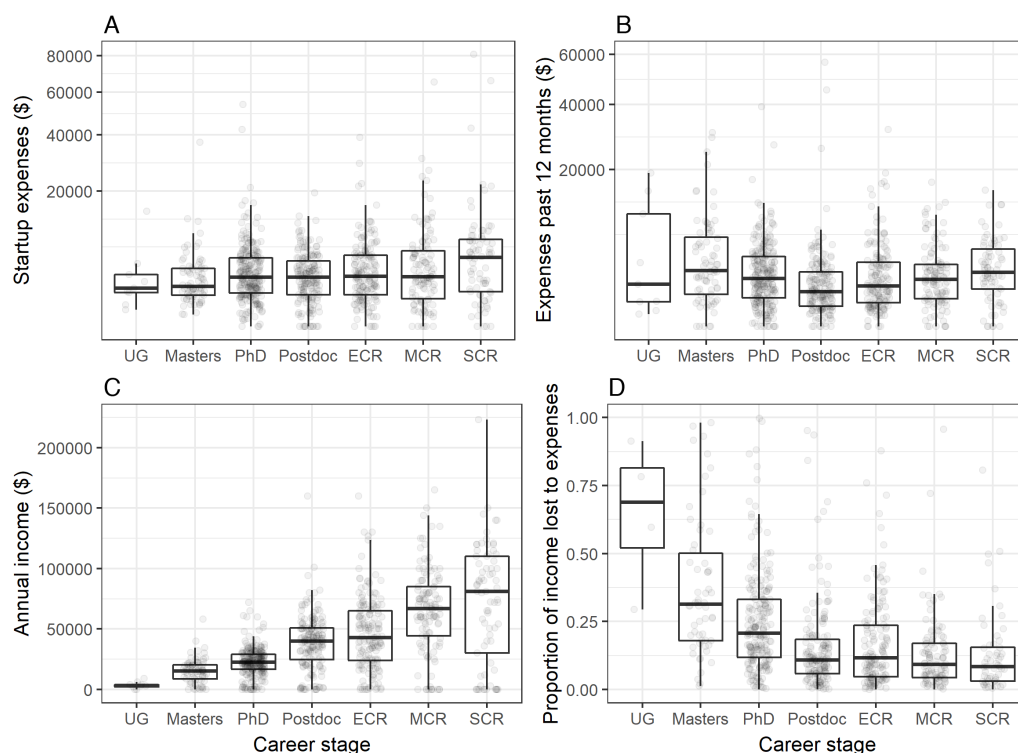 A
Startup expenses ($)
80000
60000
40000
20000
UG Masters PhD Postdoc ECR MCR SCR
B
Expenses past 12 months ($)
60000
40000
20000
UG Masters PhD Postdoc ECR MCR SCR
C
Annual income ($)
200000
150000
100000
50000
0
UG Masters PhD Postdoc ECR MCR SCR
Career stage
D
Proportion of income lost to expenses
1.00
0.75
0.50
0.25
0.00
UG Masters PhD Postdoc ECR MCR SCR
Career stage